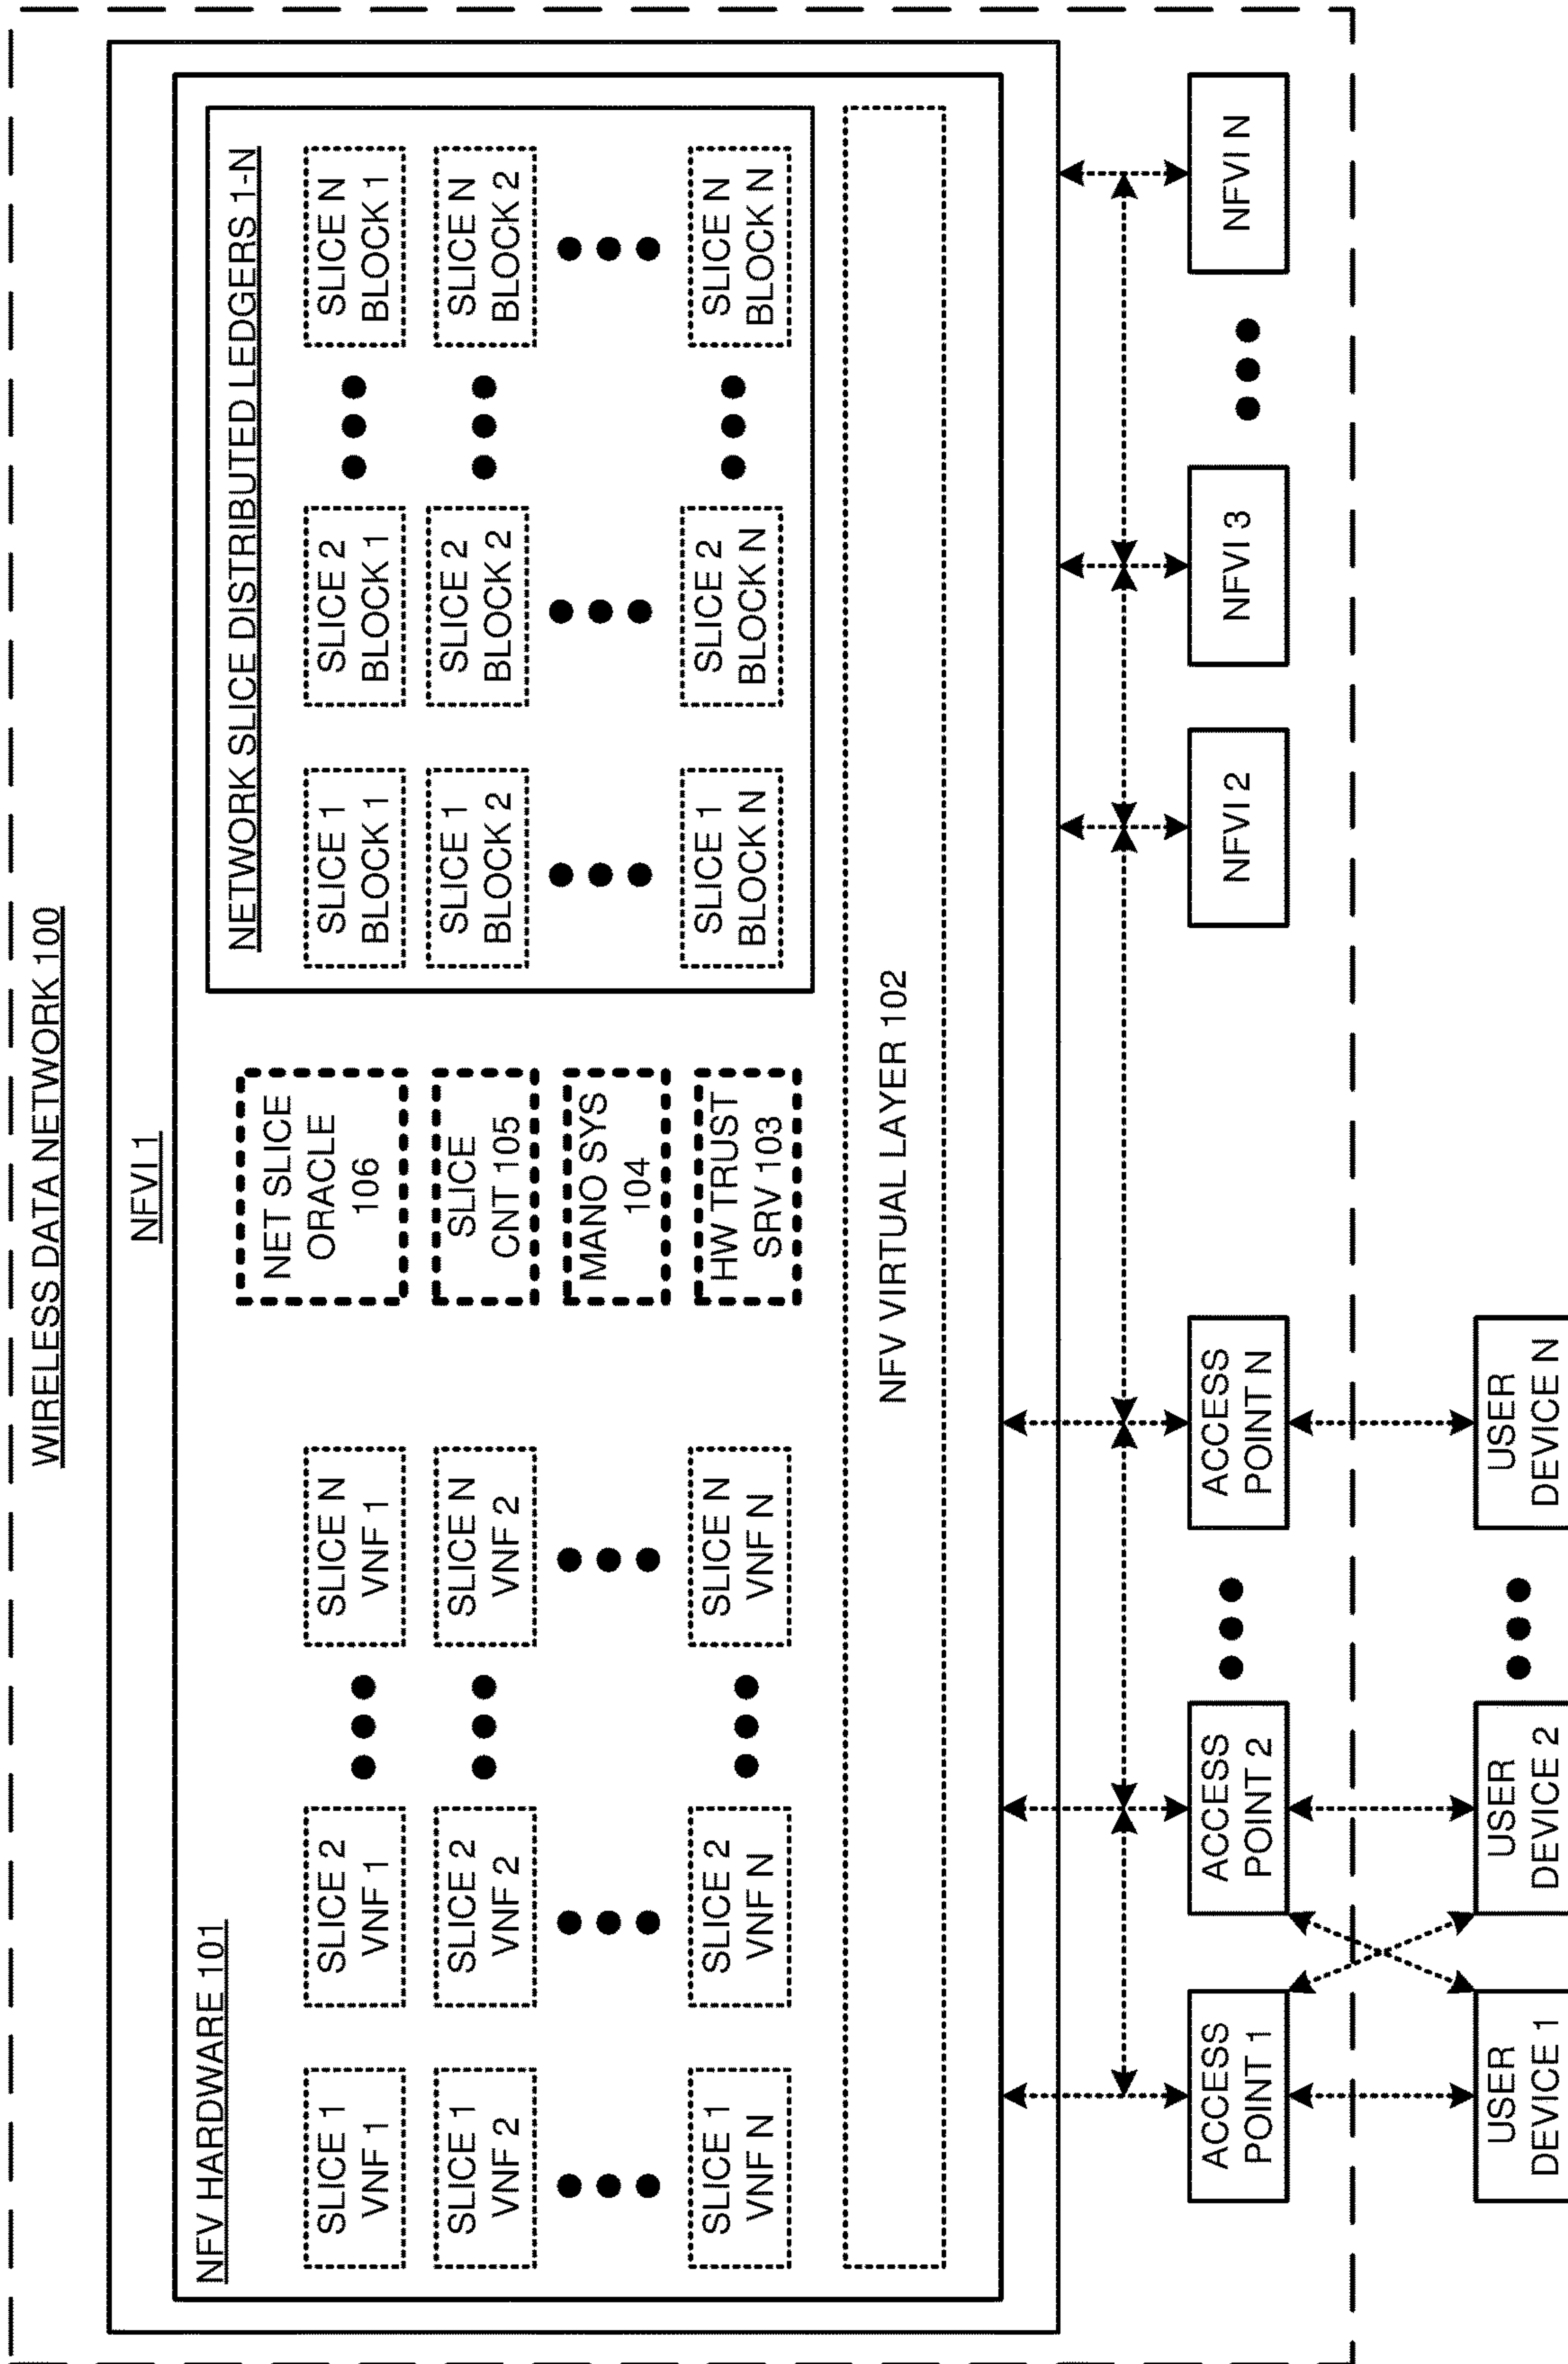 WIRELESS DATA NETWORK 100
NFVI 1
NFV HARDWARE 101
SLICE 1
VNF 1
SLICE 2
VNF 1
SLICE N
VNF 1
SLICE 1
VNF 2
SLICE 2
VNF 2
SLICE N
VNF 2
SLICE 1
VNF N
SLICE 2
VNF N
SLICE N
VNF N
NET SLICE
ORACLE
106
SLICE
CNT 105
MANO SYS
104
HW TRUST
SRV 103
NETWORK SLICE DISTRIBUTED LEDGERS 1-N
SLICE 1
BLOCK 1
SLICE 2
BLOCK 1
SLICE N
BLOCK 1
SLICE 1
BLOCK 2
SLICE 2
BLOCK 2
SLICE N
BLOCK 2
SLICE 1
BLOCK N
SLICE 2
BLOCK N
SLICE N
BLOCK N
NFV VIRTUAL LAYER 102
ACCESS
POINT 1
ACCESS
POINT 2
ACCESS
POINT N
NFVI 2
NFVI 3
NFVI N
USER
DEVICE 1
USER
DEVICE 2
USER
DEVICE N